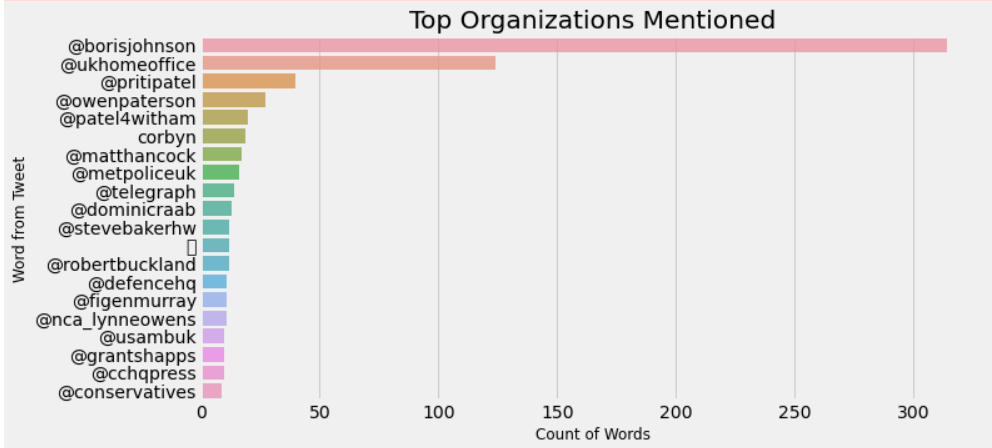 Top Organizations Mentioned
@borisjohnson
@ukhomeoffice
@pritipatel
@owenpaterson
@patel4witham
corbyn
@matthancock
@metpoliceuk
@telegraph
@dominicraab
@stevebakerhw
@robertbuckland
@defencehq
@figenmurray
@nca_lynneowens
@usambuk
@grantshapps
@cchqpress
@conservatives
Word from Tweet
0 50 100 150 200 250 300
Count of Words